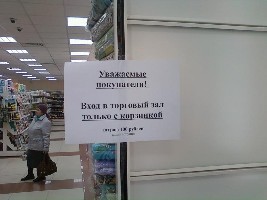 Уважаемые
покупатели!
Вход в торговый зал
только с корзинкой